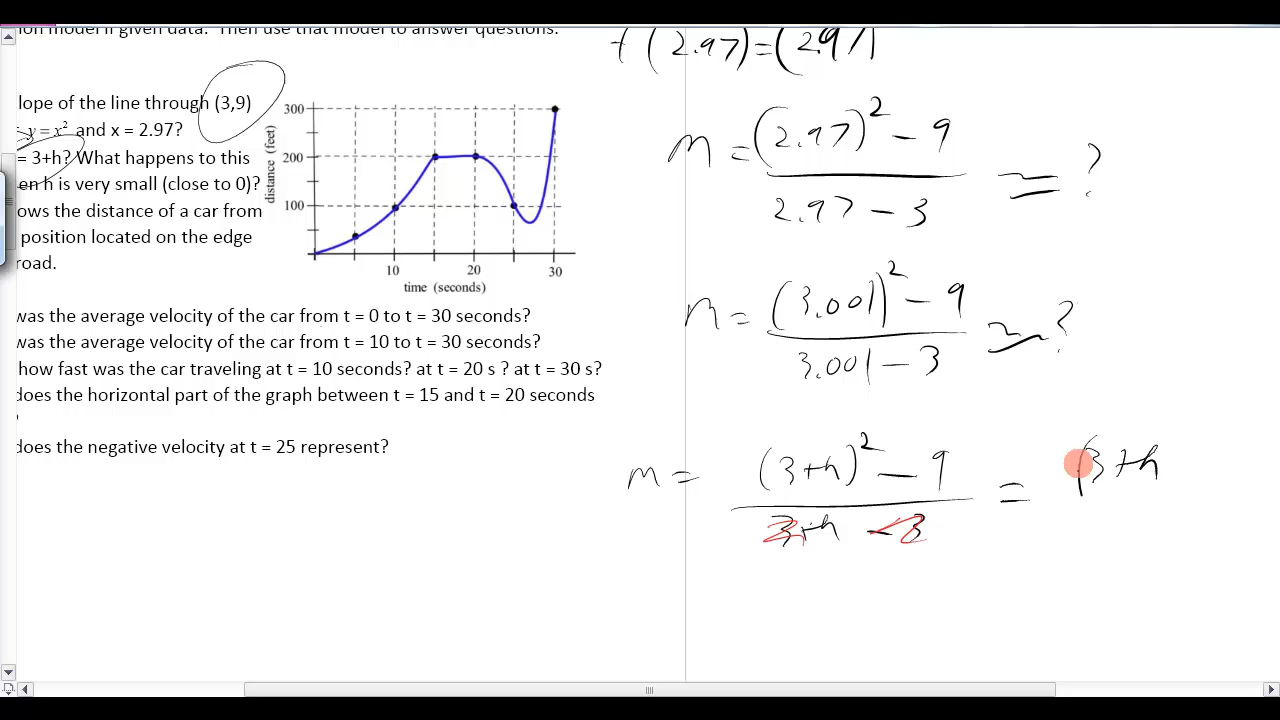 ion model if given data. Then use that model to answer questions.
lope of the line through (3,9)
y = x² and x = 2.97?
= 3+h? What happens to this
en h is very small (close to 0)?
ows the distance of a car from
position located on the edge
road.
was the average velocity of the car from t = 0 to t = 30 seconds?
was the average velocity of the car from t = 10 to t = 30 seconds?
how fast was the car traveling at t = 10 seconds? at t = 20 s ? at t = 30 s?
does the horizontal part of the graph between t = 15 and t = 20 seconds
?
does the negative velocity at t = 25 represent?
distance (feet)
300
200
100
10 20 30
time (seconds)
f(2.97)=(2.97)
m = (2.97)² - 9
2.97 - 3
≃ ?
m = (3.001)² - 9
3.001 - 3
≃ ?
m = (3+h)² - 9
3+h - 3
= (3+h